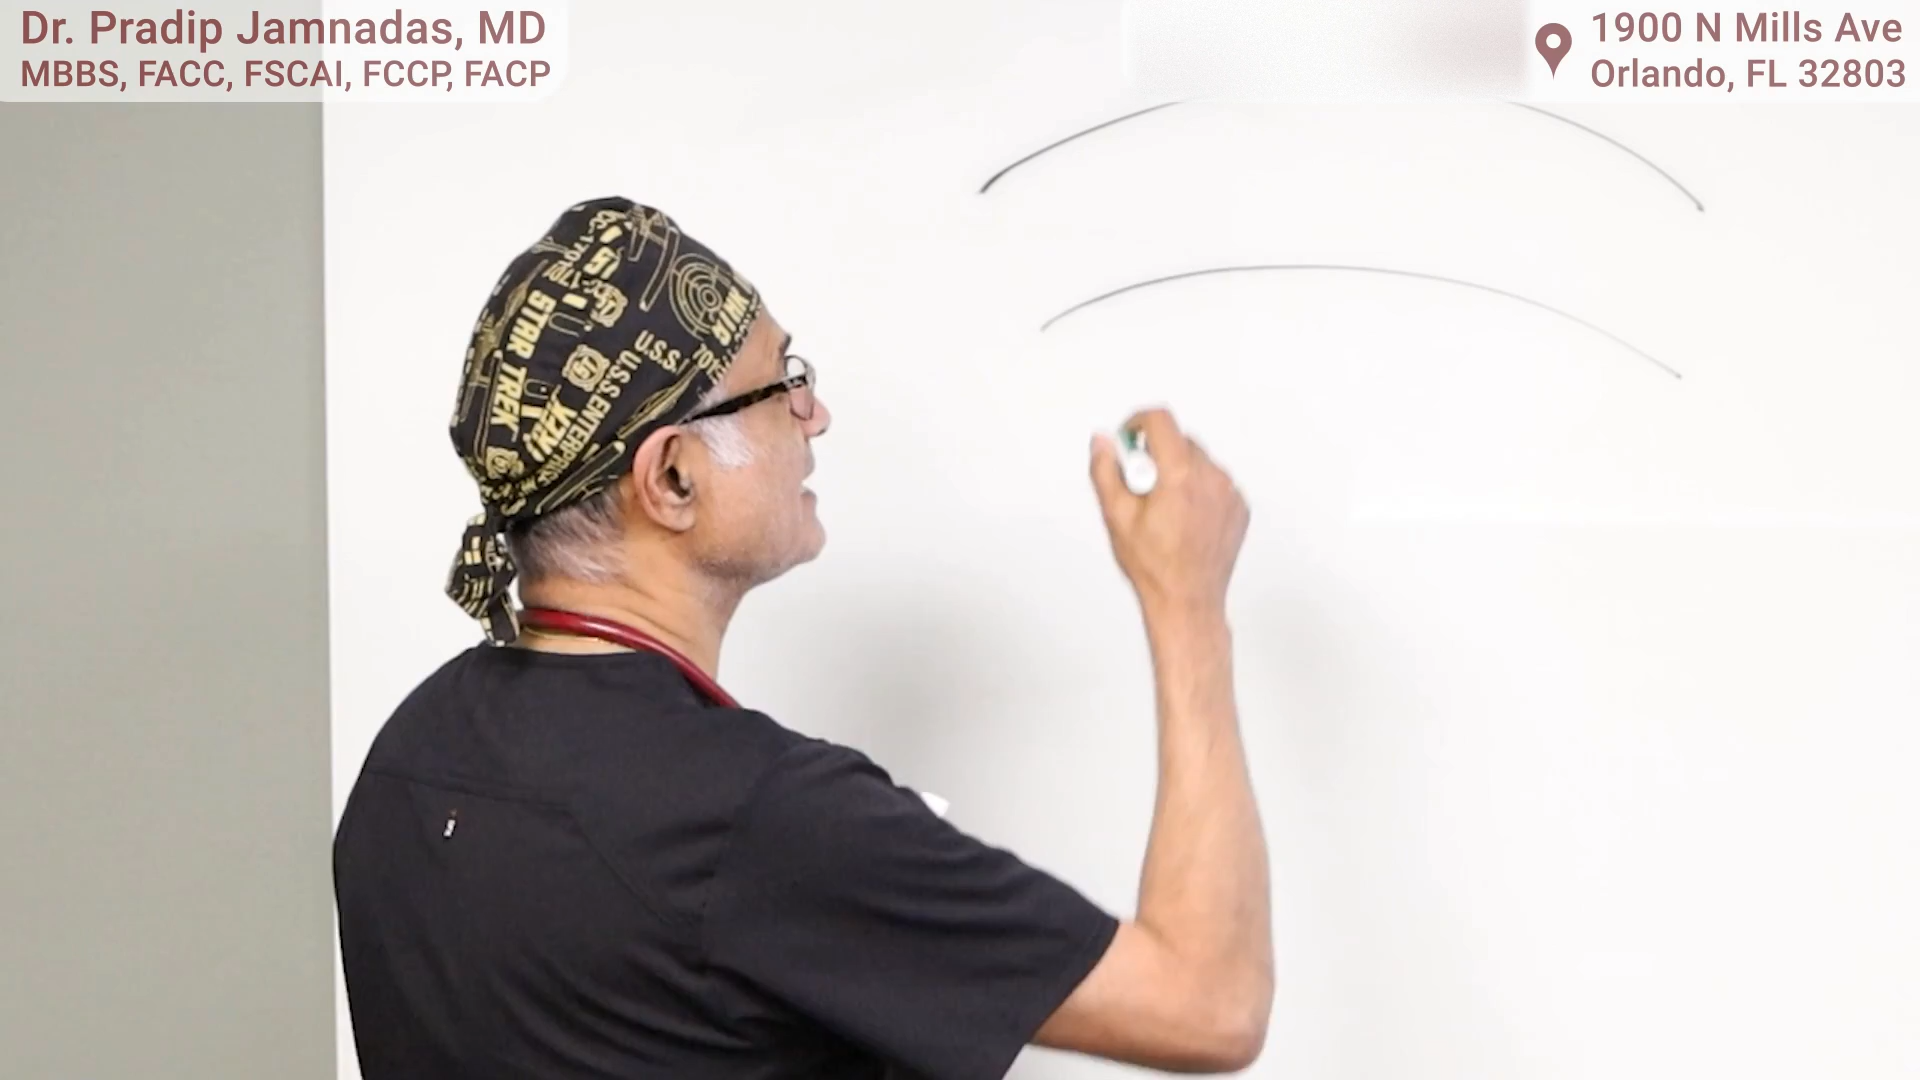 Dr. Pradip Jamnadas, MD
MBBS, FACC, FSCAI, FCCP, FACP
1900 N Mills Ave
Orlando, FL 32803
STAR TREK
U.S.S.
U.S.S. ENTERPRISE